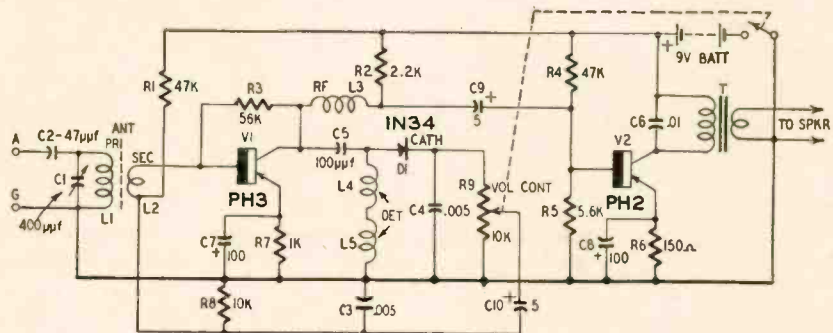 R1
47K
R2
2.2K
R3
56K
RF
L3
C9
+
5
R4
47K
+
9V BATT
T
C6
.01
TO SPKR
A
C2-47µµf
ANT
PRI
SEC
C1
G
400µµf
L1
L2
V1
PH3
C5
100µµf
1N34
CATH
D1
L4
DET
L5
C4
.005
R9
VOL CONT
10K
R5
5.6K
V2
PH2
C7
+
100
R7
1K
C8
+
100
R6
150Ω
R8
10K
C3
.005
C10
+
5